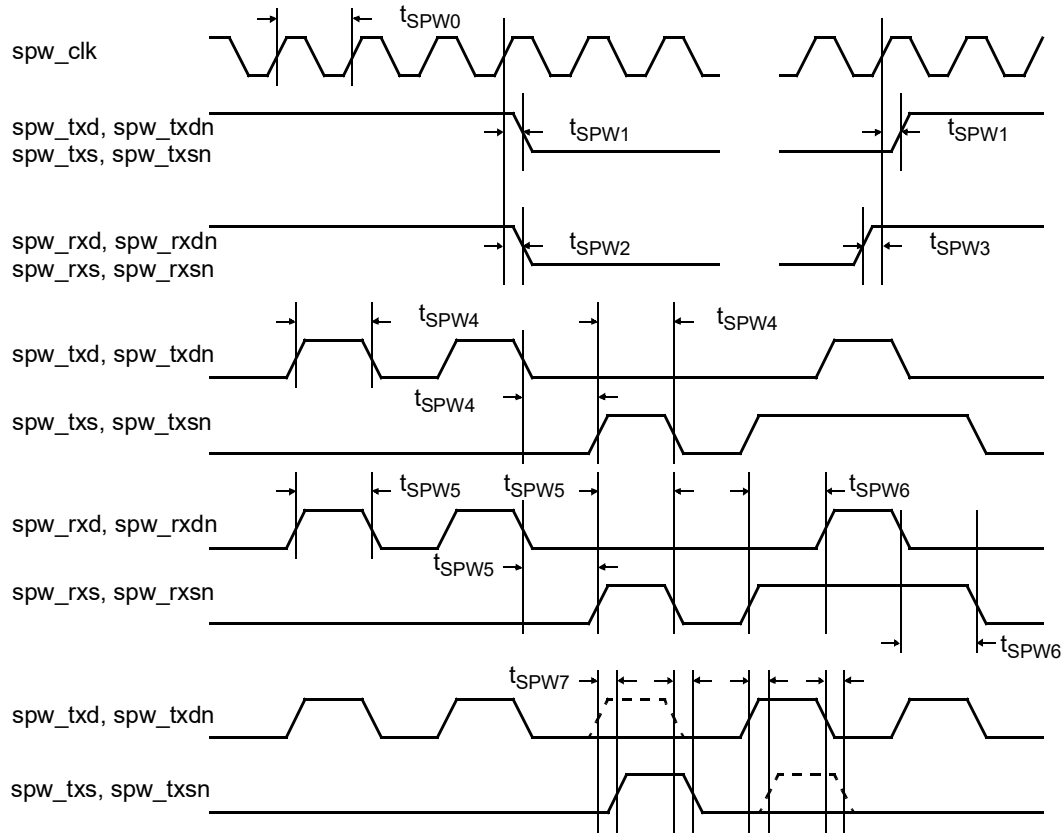 tSPW0
spw_clk
spw_txd, spw_txdn
spw_txs, spw_txsn
tSPW1
tSPW1
spw_rxd, spw_rxdn
spw_rxs, spw_rxsn
tSPW2
tSPW3
tSPW4
tSPW4
spw_txd, spw_txdn
tSPW4
spw_txs, spw_txsn
tSPW5
tSPW5
tSPW6
spw_rxd, spw_rxdn
tSPW5
spw_rxs, spw_rxsn
tSPW6
tSPW7
spw_txd, spw_txdn
spw_txs, spw_txsn